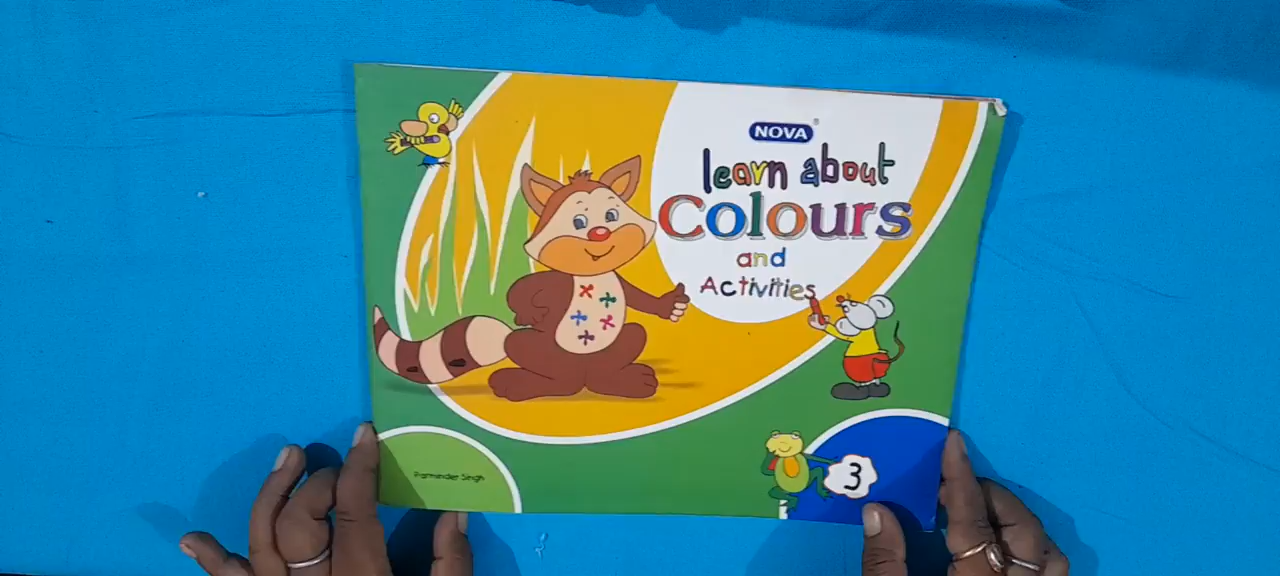 NOVA®
learn about
Colours
and
Activities
Parminder Singh
3